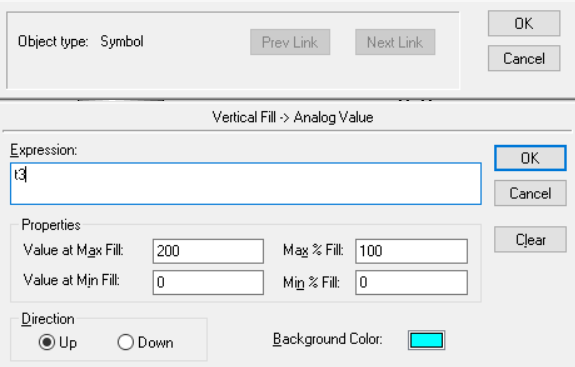 OK
Object type: Symbol Prev Link Next Link
Cancel
Vertical Fill -> Analog Value
Expression:
OK
t3
Cancel
Properties
Clear
Value at Max Fill: 200 Max % Fill: 100
Value at Min Fill: 0 Min % Fill: 0
Direction
Up Down Background Color: